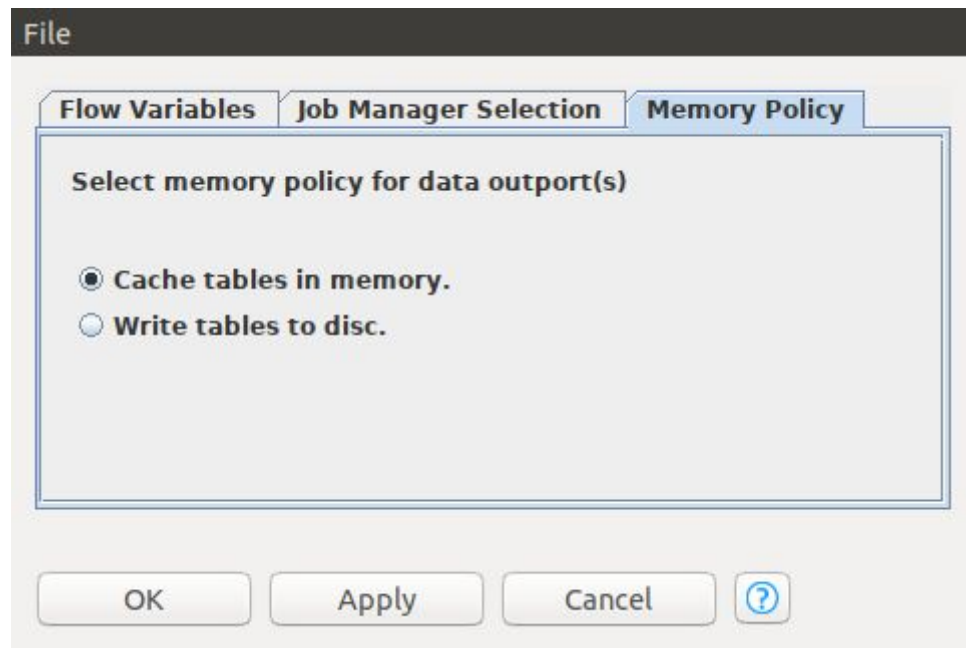 File
Flow Variables Job Manager Selection Memory Policy
Select memory policy for data outport(s)
Cache tables in memory.
Write tables to disc.
OK Apply Cancel ?